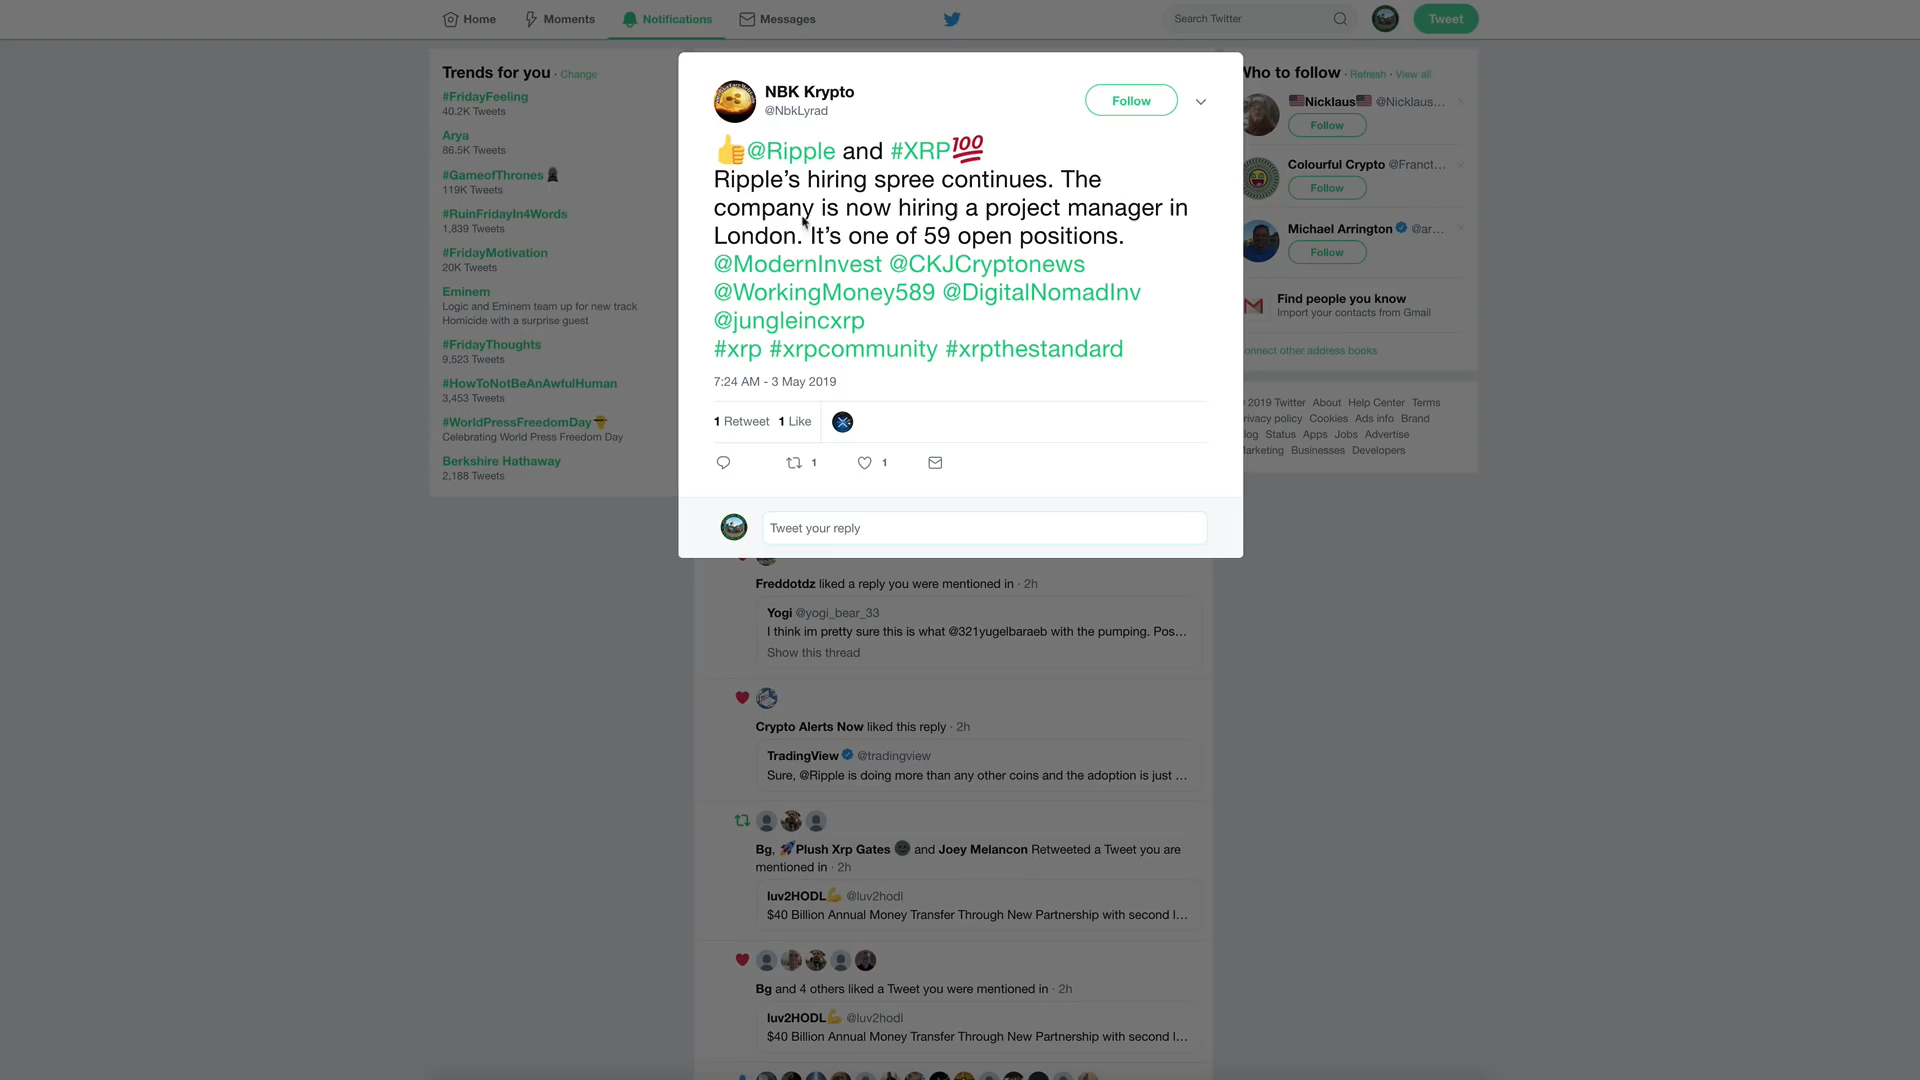 Home
Moments
Notifications
Messages
Search Twitter
Tweet
Trends for you · Change
#FridayFeeling
40.2K Tweets
Arya
86.5K Tweets
#GameofThrones
119K Tweets
#RuinFridayIn4Words
1,839 Tweets
#FridayMotivation
20K Tweets
Eminem
Logic and Eminem team up for new track
Homicide with a surprise guest
#FridayThoughts
9,523 Tweets
#HowToNotBeAnAwfulHuman
3,453 Tweets
#WorldPressFreedomDay
Celebrating World Press Freedom Day
Berkshire Hathaway
2,188 Tweets
NBK Krypto
@NbkLyrad
Follow
👍@Ripple and #XRP💯
Ripple’s hiring spree continues. The
company is now hiring a project manager in
London. It’s one of 59 open positions.
@ModernInvest @CKJCryptonews
@WorkingMoney589 @DigitalNomadInv
@jungleincxrp
#xrp #xrpcommunity #xrpthestandard
7:24 AM - 3 May 2019
1 Retweet 1 Like
1 1
Tweet your reply
Freddotdz liked a reply you were mentioned in · 2h
Yogi @yogi_bear_33
I think im pretty sure this is what @321yugelbaraeb with the pumping. Pos...
Show this thread
Crypto Alerts Now liked this reply · 2h
TradingView @tradingview
Sure, @Ripple is doing more than any other coins and the adoption is just ...
Bg, 🚀Plush Xrp Gates 🌚 and Joey Melancon Retweeted a Tweet you are
mentioned in · 2h
luv2HODL💪 @luv2hodl
$40 Billion Annual Money Transfer Through New Partnership with second l...
Bg and 4 others liked a Tweet you were mentioned in · 2h
luv2HODL💪 @luv2hodl
$40 Billion Annual Money Transfer Through New Partnership with second l...
Who to follow · Refresh · View all
🇺🇸Nicklaus🇺🇸 @Nicklaus...
Follow
Colourful Crypto @Franct...
Follow
Michael Arrington @ar...
Follow
Find people you know
Import your contacts from Gmail
onnect other address books
2019 Twitter About Help Center Terms
rivacy policy Cookies Ads info Brand
log Status Apps Jobs Advertise
arketing Businesses Developers